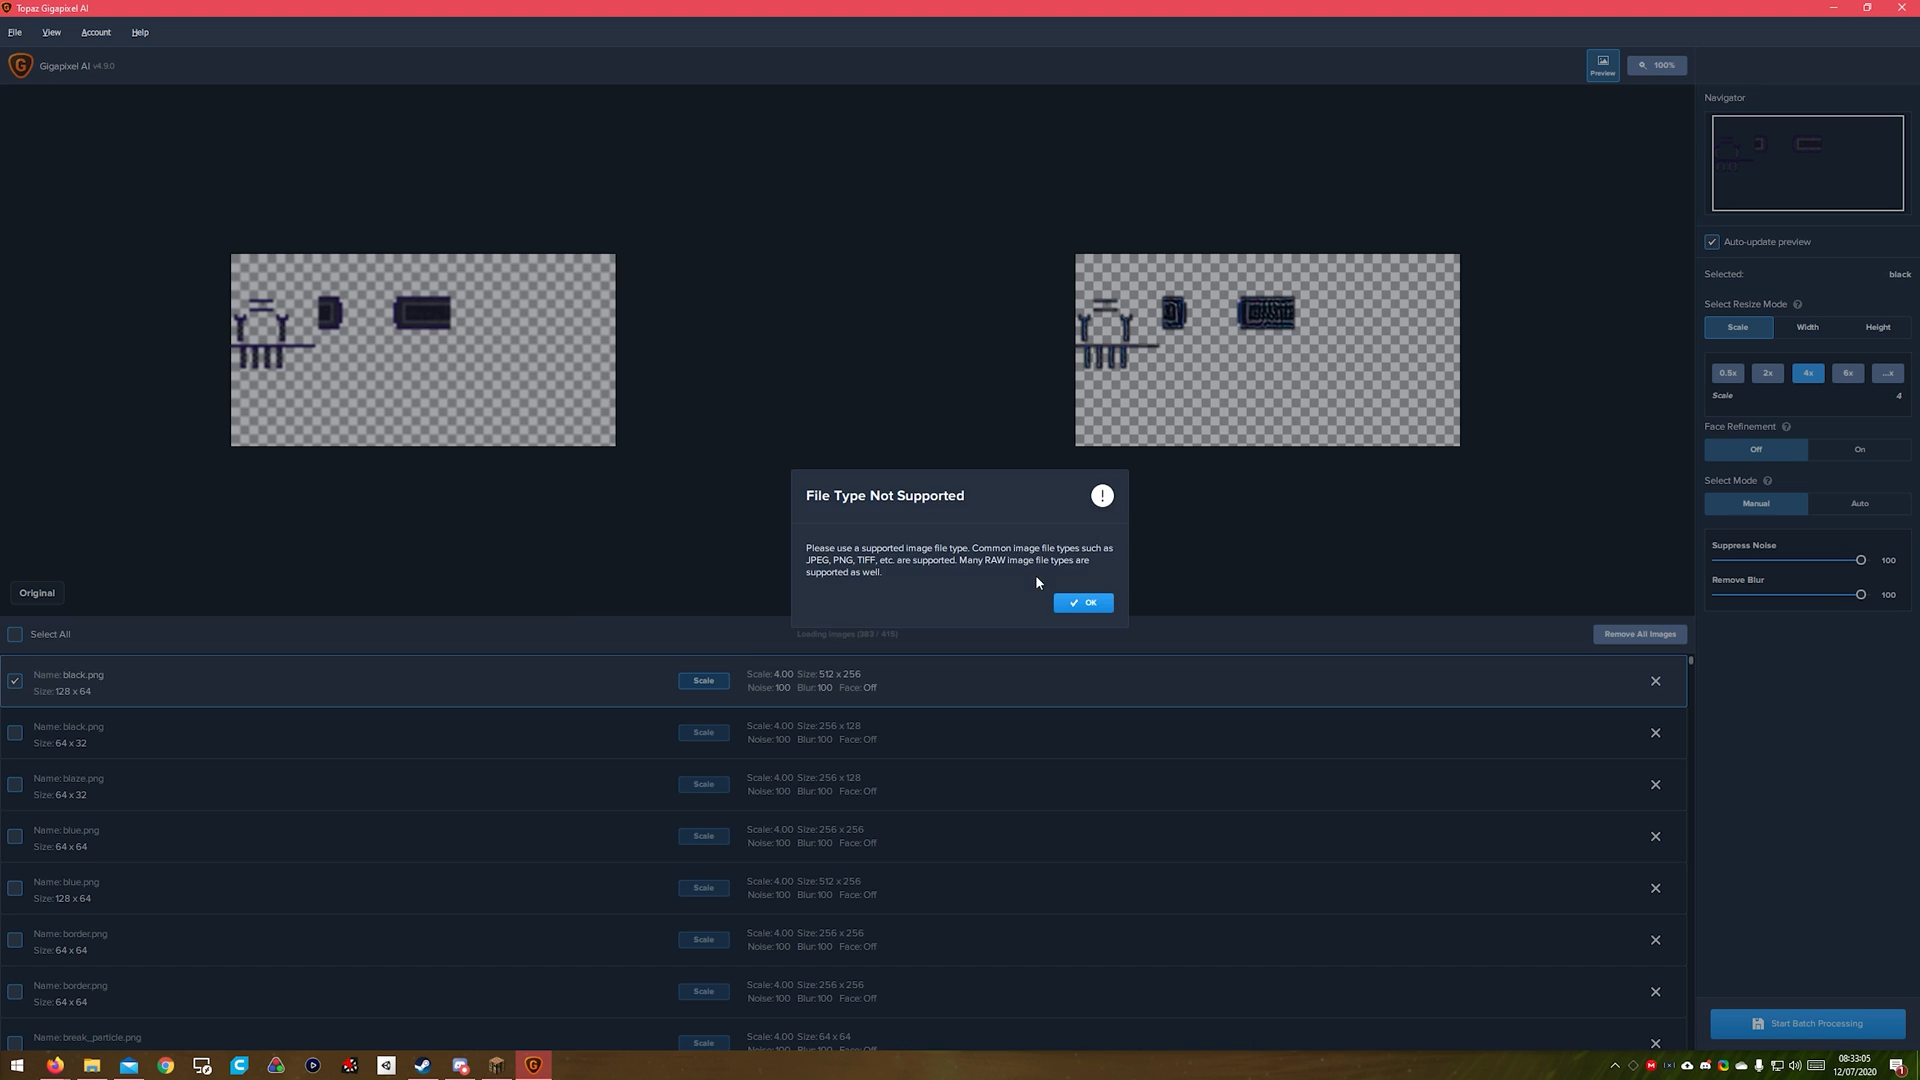 Topaz Gigapixel AI
File View Account Help
Gigapixel AI v4.9.0
Preview
100%
Navigator
Auto-update preview
Selected: black
Select Resize Mode ?
Scale Width Height
0.5x 2x 4x 6x ...x
Scale 4
Face Refinement ?
Off On
Select Mode ?
Manual Auto
Suppress Noise
100
Remove Blur
100
File Type Not Supported
Please use a supported image file type. Common image file types such as
JPEG, PNG, TIFF, etc. are supported. Many RAW image file types are
supported as well.
OK
Original
Select All
Loading images (383 / 416)
Remove All Images
Name: black.png
Size: 128 x 64
Scale
Scale: 4.00 Size: 512 x 256
Noise: 100 Blur: 100 Face: Off
Name: black.png
Size: 64 x 32
Scale
Scale: 4.00 Size: 256 x 128
Noise: 100 Blur: 100 Face: Off
Name: blaze.png
Size: 64 x 32
Scale
Scale: 4.00 Size: 256 x 128
Noise: 100 Blur: 100 Face: Off
Name: blue.png
Size: 64 x 64
Scale
Scale: 4.00 Size: 256 x 256
Noise: 100 Blur: 100 Face: Off
Name: blue.png
Size: 128 x 64
Scale
Scale: 4.00 Size: 512 x 256
Noise: 100 Blur: 100 Face: Off
Name: border.png
Size: 64 x 64
Scale
Scale: 4.00 Size: 256 x 256
Noise: 100 Blur: 100 Face: Off
Name: border.png
Size: 64 x 64
Scale
Scale: 4.00 Size: 256 x 256
Noise: 100 Blur: 100 Face: Off
Name: break_particle.png
Scale
Scale: 4.00 Size: 64 x 64
Start Batch Processing
08:33:05
12/07/2020